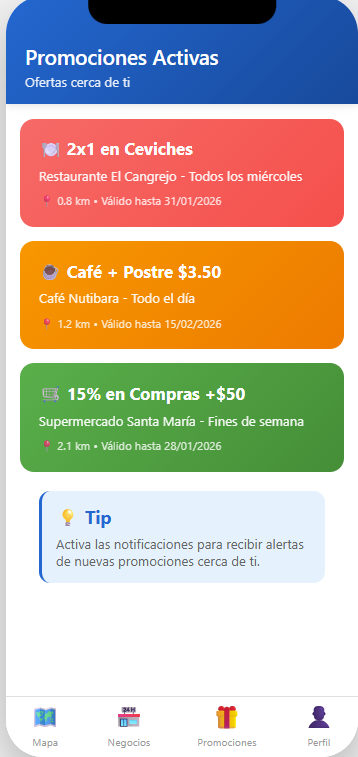 Promociones Activas
Ofertas cerca de ti
2x1 en Ceviches
Restaurante El Cangrejo - Todos los miércoles
0.8 km • Válido hasta 31/01/2026
Café + Postre $3.50
Café Nutibara - Todo el día
1.2 km • Válido hasta 15/02/2026
15% en Compras +$50
Supermercado Santa María - Fines de semana
2.1 km • Válido hasta 28/01/2026
Tip
Activa las notificaciones para recibir alertas
de nuevas promociones cerca de ti.
Mapa
Negocios
Promociones
Perfil